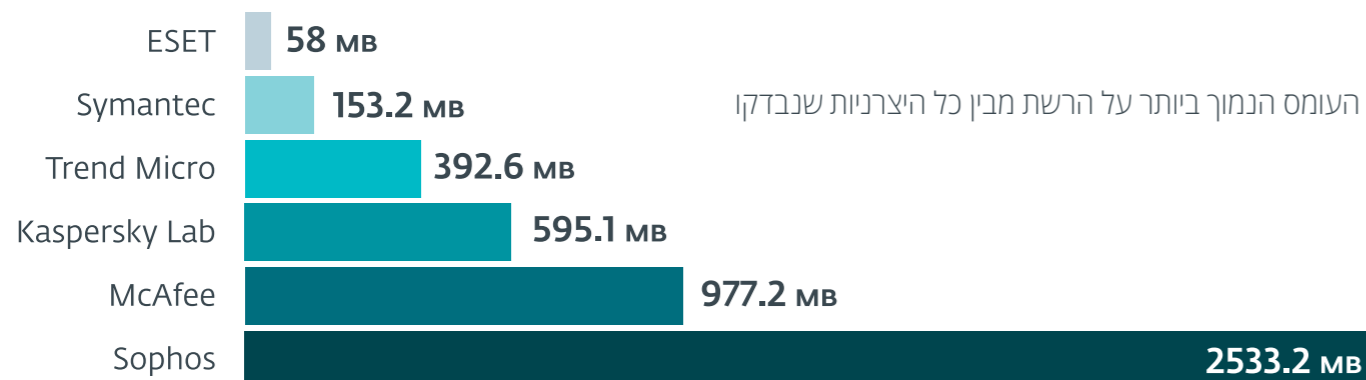 ESET 58 MB
Symantec 153.2 MB
העומס הנמוך ביותר על הרשת מבין כל היצרניות שנבדקו
Trend Micro 392.6 MB
Kaspersky Lab 595.1 MB
McAfee 977.2 MB
Sophos 2533.2 MB